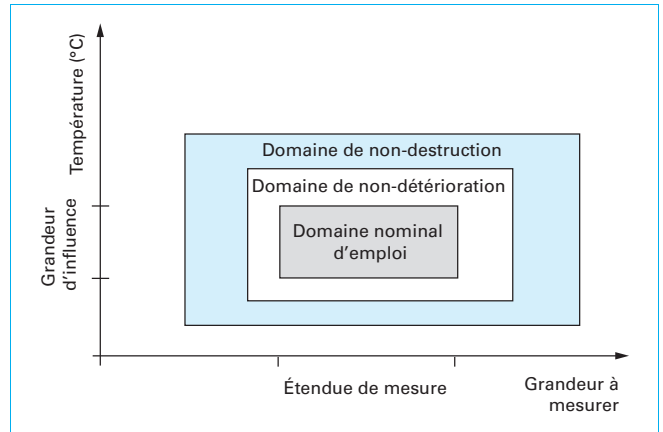 Température (°C)
Grandeur
d'influence
Domaine de non-destruction
Domaine de non-détérioration
Domaine nominal
d'emploi
Étendue de mesure
Grandeur à
mesurer